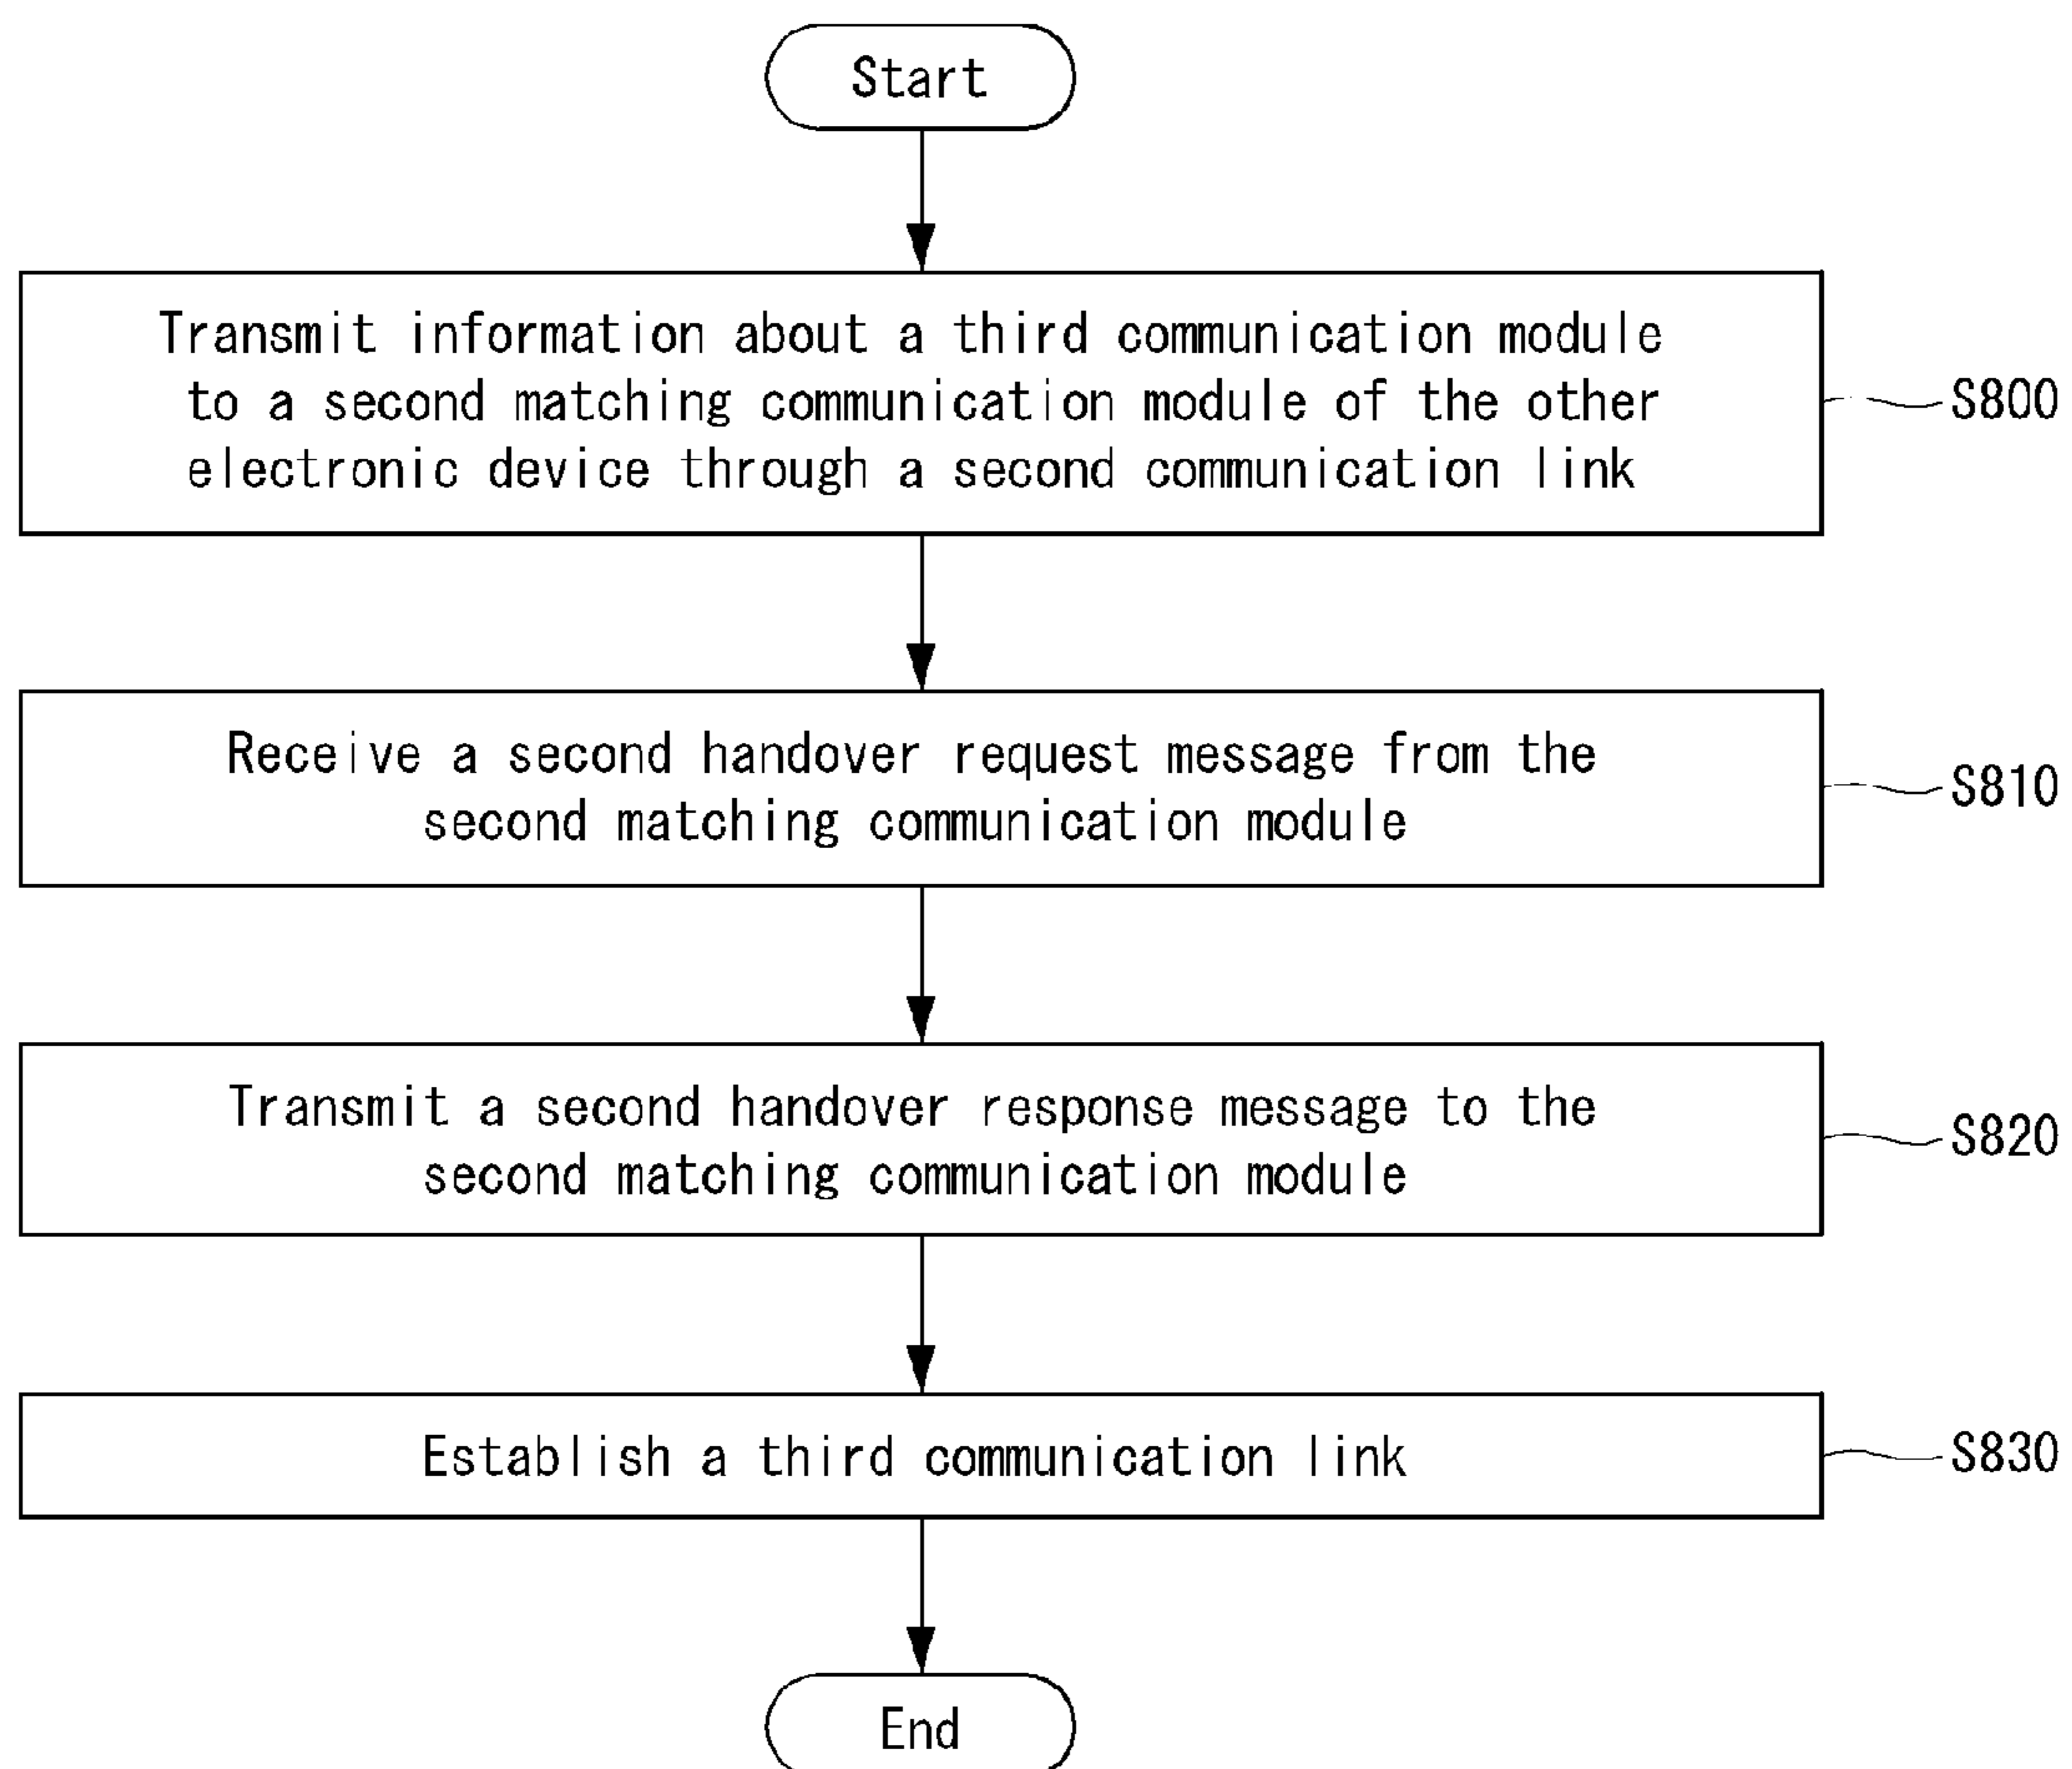 Start
Transmit information about a third communication module
to a second matching communication module of the other
electronic device through a second communication link
S800
Receive a second handover request message from the
second matching communication module
S810
Transmit a second handover response message to the
second matching communication module
S820
Establish a third communication link
S830
End